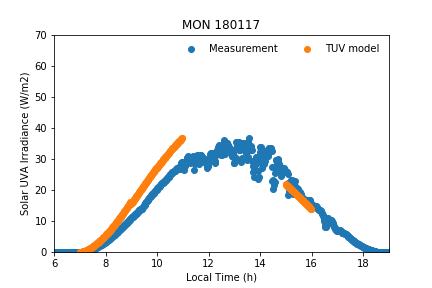 MON 180117
Measurement TUV model
Solar UVA Irradiance (W/m2)
70
60
50
40
30
20
10
0
6 8 10 12 14 16 18
Local Time (h)